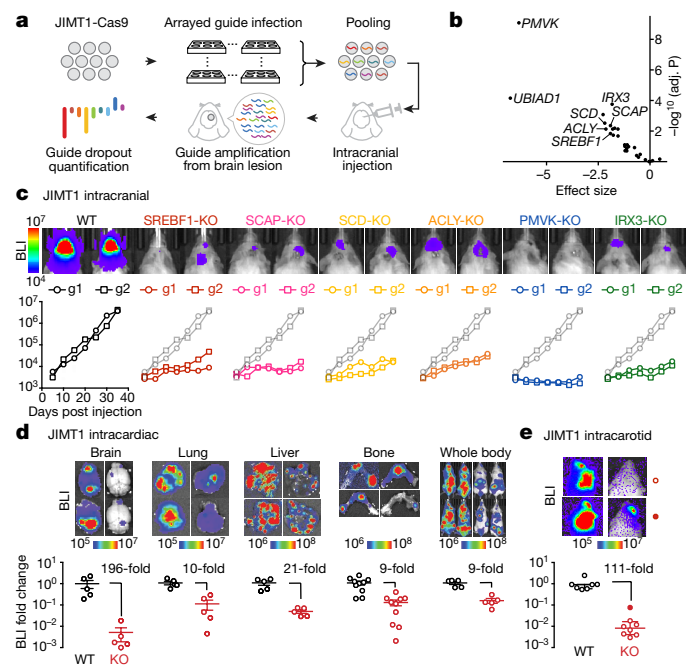 a
JIMT1-Cas9
Arrayed guide infection
Pooling
Guide dropout
quantification
Guide amplification
from brain lesion
Intracranial
injection
b
PMVK
UBIAD1
IRX3
SCD
SCAP
ACLY
SREBF1
8
6
4
2
−log10 (adj. P)
−5
−2.5
0
Effect size
c JIMT1 intracranial
10^7
BLI
10^4
WT
SREBF1-KO
SCAP-KO
SCD-KO
ACLY-KO
PMVK-KO
IRX3-KO
g1 g2 g1 g2 g1 g2 g1 g2 g1 g2 g1 g2 g1 g2
10^7
10^6
10^5
10^4
10^3
0 10 20 30 40
Days post injection
d JIMT1 intracardiac
Brain
Lung
Liver
Bone
Whole body
BLI
10^5 10^7
10^6 10^8
10^6
10^6 10^8
BLI fold change
10^1
10^0
10^−1
10^−2
10^−3
196-fold
10-fold
21-fold
9-fold
9-fold
WT KO
e JIMT1 intracarotid
BLI
10^5 10^7
111-fold
10^1
10^0
10^−1
10^−2
10^−3
WT KO